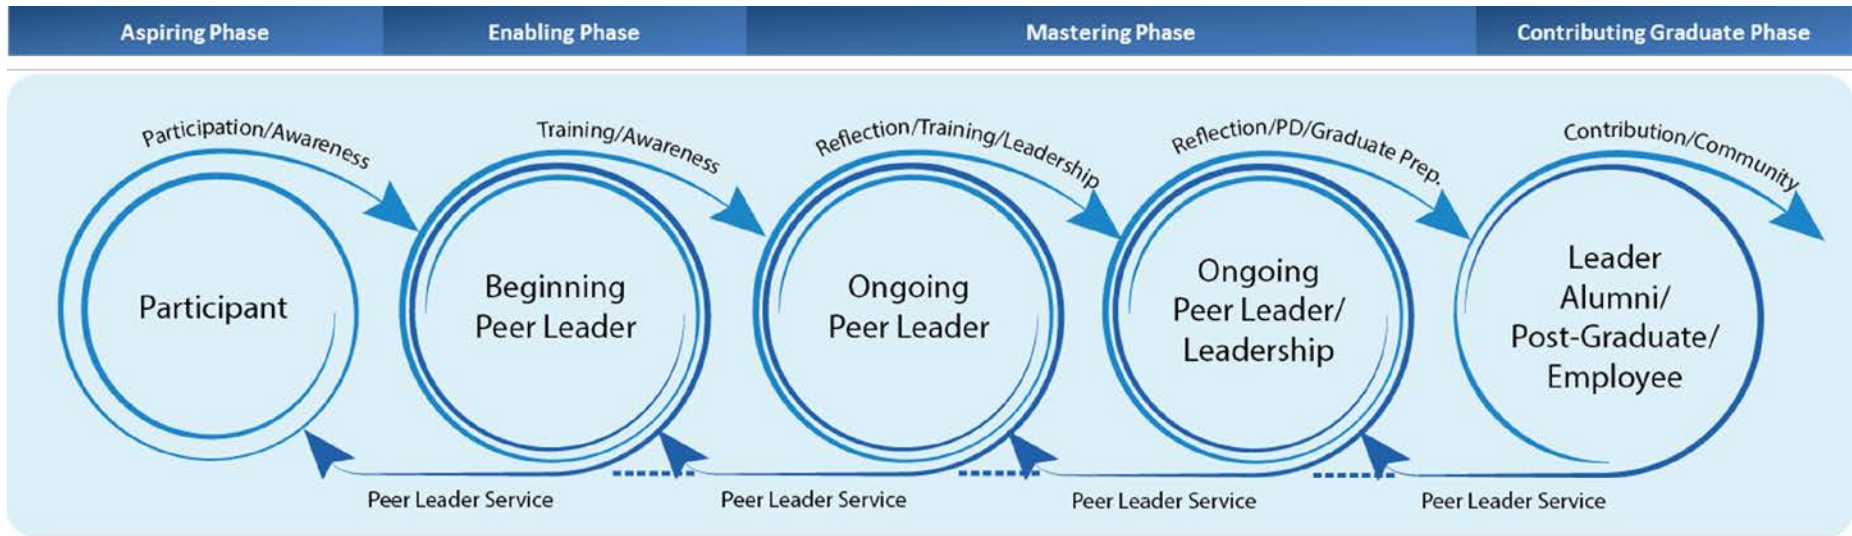 Aspiring Phase
Enabling Phase
Mastering Phase
Contributing Graduate Phase
Participation/Awareness
Training/Awareness
Reflection/Training/Leadership
Reflection/PD/Graduate Prep.
Contribution/Community
Participant
Beginning
Peer Leader
Ongoing
Peer Leader
Ongoing
Peer Leader/
Leadership
Leader
Alumni/
Post-Graduate/
Employee
Peer Leader Service
Peer Leader Service
Peer Leader Service
Peer Leader Service